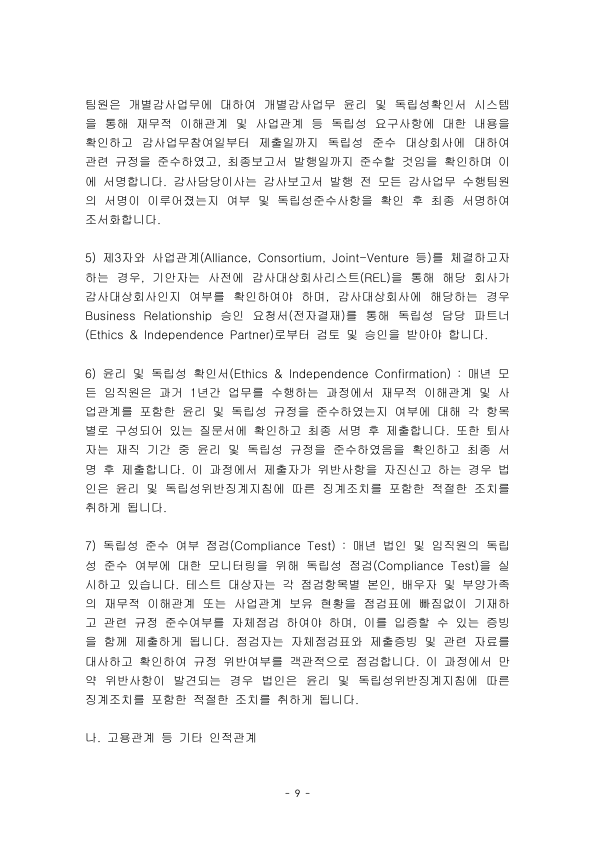 팀원은 개별감사업무에 대하여 개별감사업무 윤리 및 독립성확인서 시스템
을 통해 재무적 이해관계 및 사업관계 등 독립성 요구사항에 대한 내용을
확인하고 감사업무참여일부터 제출일까지 독립성 준수 대상회사에 대하여
관련 규정을 준수하였고, 최종보고서 발행일까지 준수할 것임을 확인하며 이
에 서명합니다. 감사담당이사는 감사보고서 발행 전 모든 감사업무 수행팀원
의 서명이 이루어졌는지 여부 및 독립성준수사항을 확인 후 최종 서명하여
조서화합니다.
5) 제3자와 사업관계(Alliance, Consortium, Joint-Venture 등)를 체결하고자
하는 경우, 기안자는 사전에 감사대상회사리스트(REL)을 통해 해당 회사가
감사대상회사인지 여부를 확인하여야 하며, 감사대상회사에 해당하는 경우
Business Relationship 승인 요청서(전자결재)를 통해 독립성 담당 파트너
(Ethics & Independence Partner)로부터 검토 및 승인을 받아야 합니다.
6) 윤리 및 독립성 확인서(Ethics & Independence Confirmation) : 매년 모
든 임직원은 과거 1년간 업무를 수행하는 과정에서 재무적 이해관계 및 사
업관계를 포함한 윤리 및 독립성 규정을 준수하였는지 여부에 대해 각 항목
별로 구성되어 있는 질문서에 확인하고 최종 서명 후 제출합니다. 또한 퇴사
자는 재직 기간 중 윤리 및 독립성 규정을 준수하였음을 확인하고 최종 서
명 후 제출합니다. 이 과정에서 제출자가 위반사항을 자진신고 하는 경우 법
인은 윤리 및 독립성위반징계지침에 따른 징계조치를 포함한 적절한 조치를
취하게 됩니다.
7) 독립성 준수 여부 점검(Compliance Test) : 매년 법인 및 임직원의 독립
성 준수 여부에 대한 모니터링을 위해 독립성 점검(Compliance Test)을 실
시하고 있습니다. 테스트 대상자는 각 점검항목별 본인, 배우자 및 부양가족
의 재무적 이해관계 또는 사업관계 보유 현황을 점검표에 빠짐없이 기재하
고 관련 규정 준수여부를 자체점검 하여야 하며, 이를 입증할 수 있는 증빙
을 함께 제출하게 됩니다. 점검자는 자체점검표와 제출증빙 및 관련 자료를
대사하고 확인하여 규정 위반여부를 객관적으로 점검합니다. 이 과정에서 만
약 위반사항이 발견되는 경우 법인은 윤리 및 독립성위반징계지침에 따른
징계조치를 포함한 적절한 조치를 취하게 됩니다.
나. 고용관계 등 기타 인적관계
- 9 -